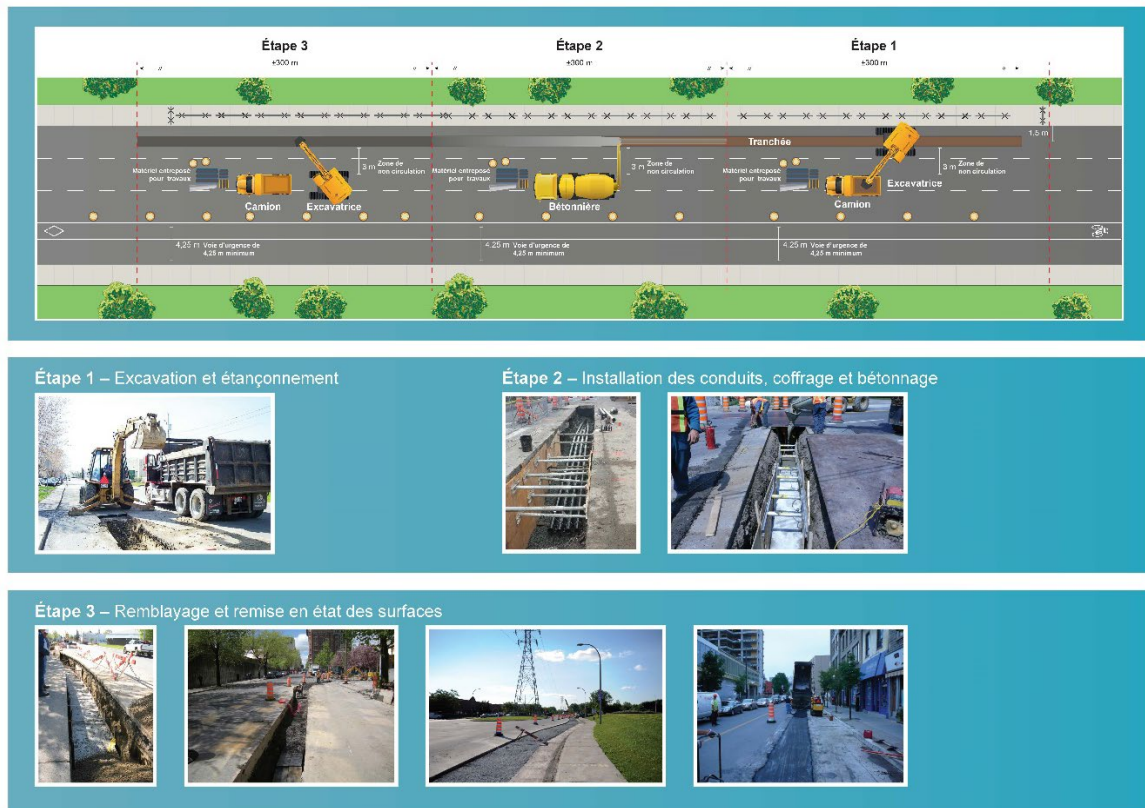 Étape 3
±300 m
Étape 2
±300 m
Étape 1
±300 m
1,5 m
Tranchée
Matériel entreposé
pour travaux
3 m
Zone de
non circulation
Camion
Excavatrice
Matériel entreposé
pour travaux
3 m
Zone de
non circulation
Bétonnière
Matériel entreposé
pour travaux
3 m
Zone de
non circulation
Excavatrice
Camion
4,25 m Voie d'urgence de
4,25 m minimum
4,25 m Voie d'urgence de
4,25 m minimum
4,25 m Voie d'urgence de
4,25 m minimum
Étape 1 – Excavation et étançonnement
Étape 2 – Installation des conduits, coffrage et bétonnage
Étape 3 – Remblayage et remise en état des surfaces